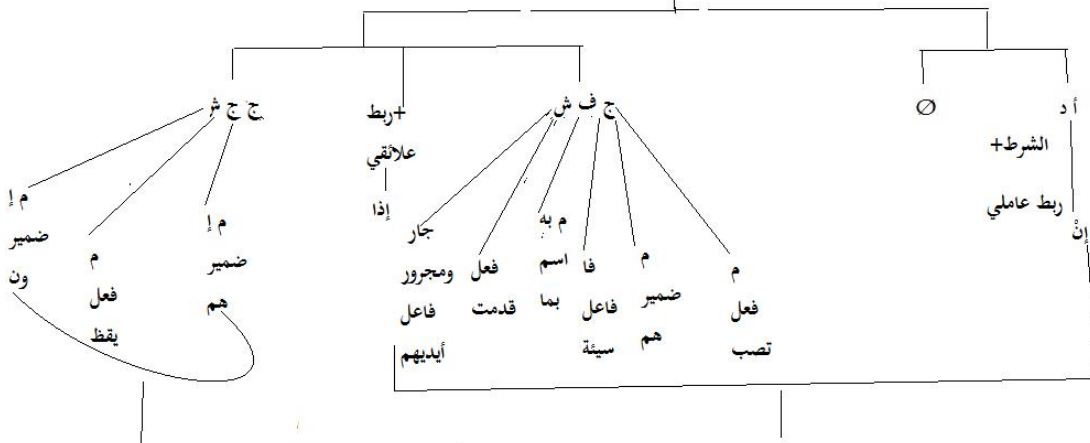 أ د
الشرط+
ربط عاملي
إنْ
Ø
ج ف ش
م
فعل
تصب
م
ضمير
هم
فا
فاعل
سيئة
م به
اسم
بما
فعل
قدمت
جار
ومجرور
فاعل
أيديهم
+ربط
علائقي
إذا
ج ج ش
م إ
ضمير
هم
م
فعل
يقظ
م إ
ضمير
ون